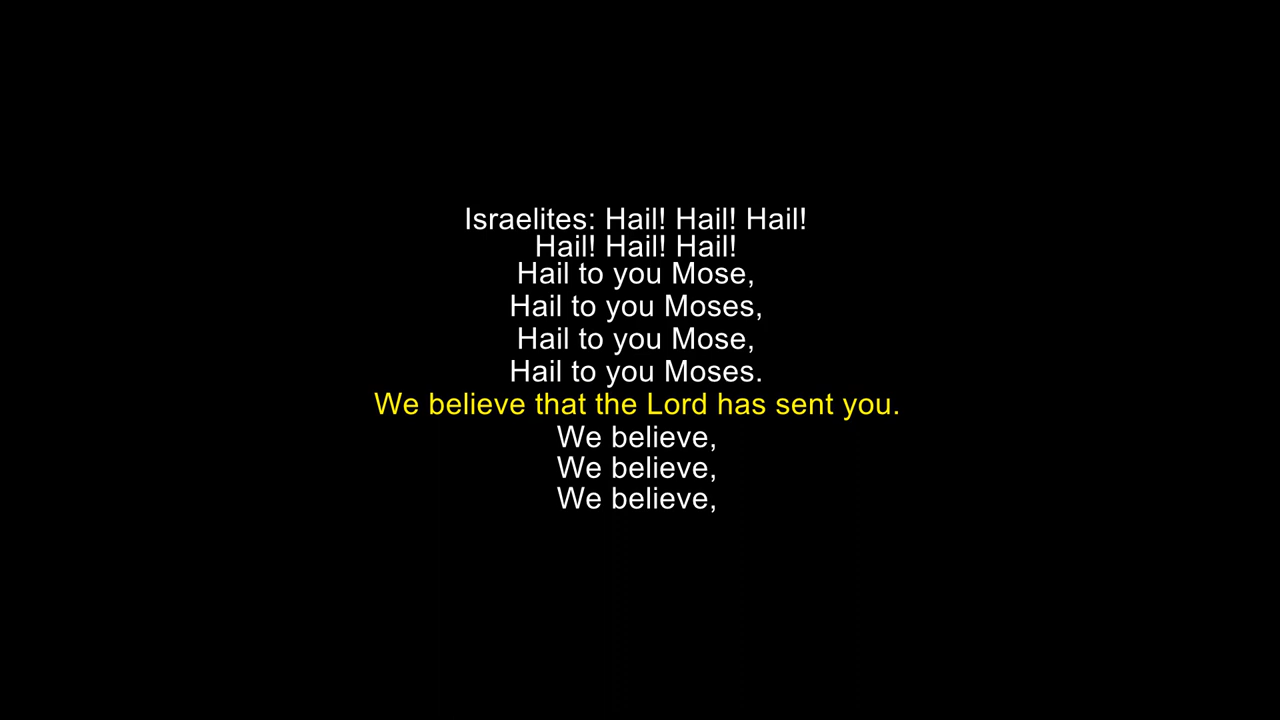 Israelites: Hail! Hail! Hail!
Hail! Hail! Hail!
Hail to you Mose,
Hail to you Moses,
Hail to you Mose,
Hail to you Moses.
We believe that the Lord has sent you.
We believe,
We believe,
We believe,